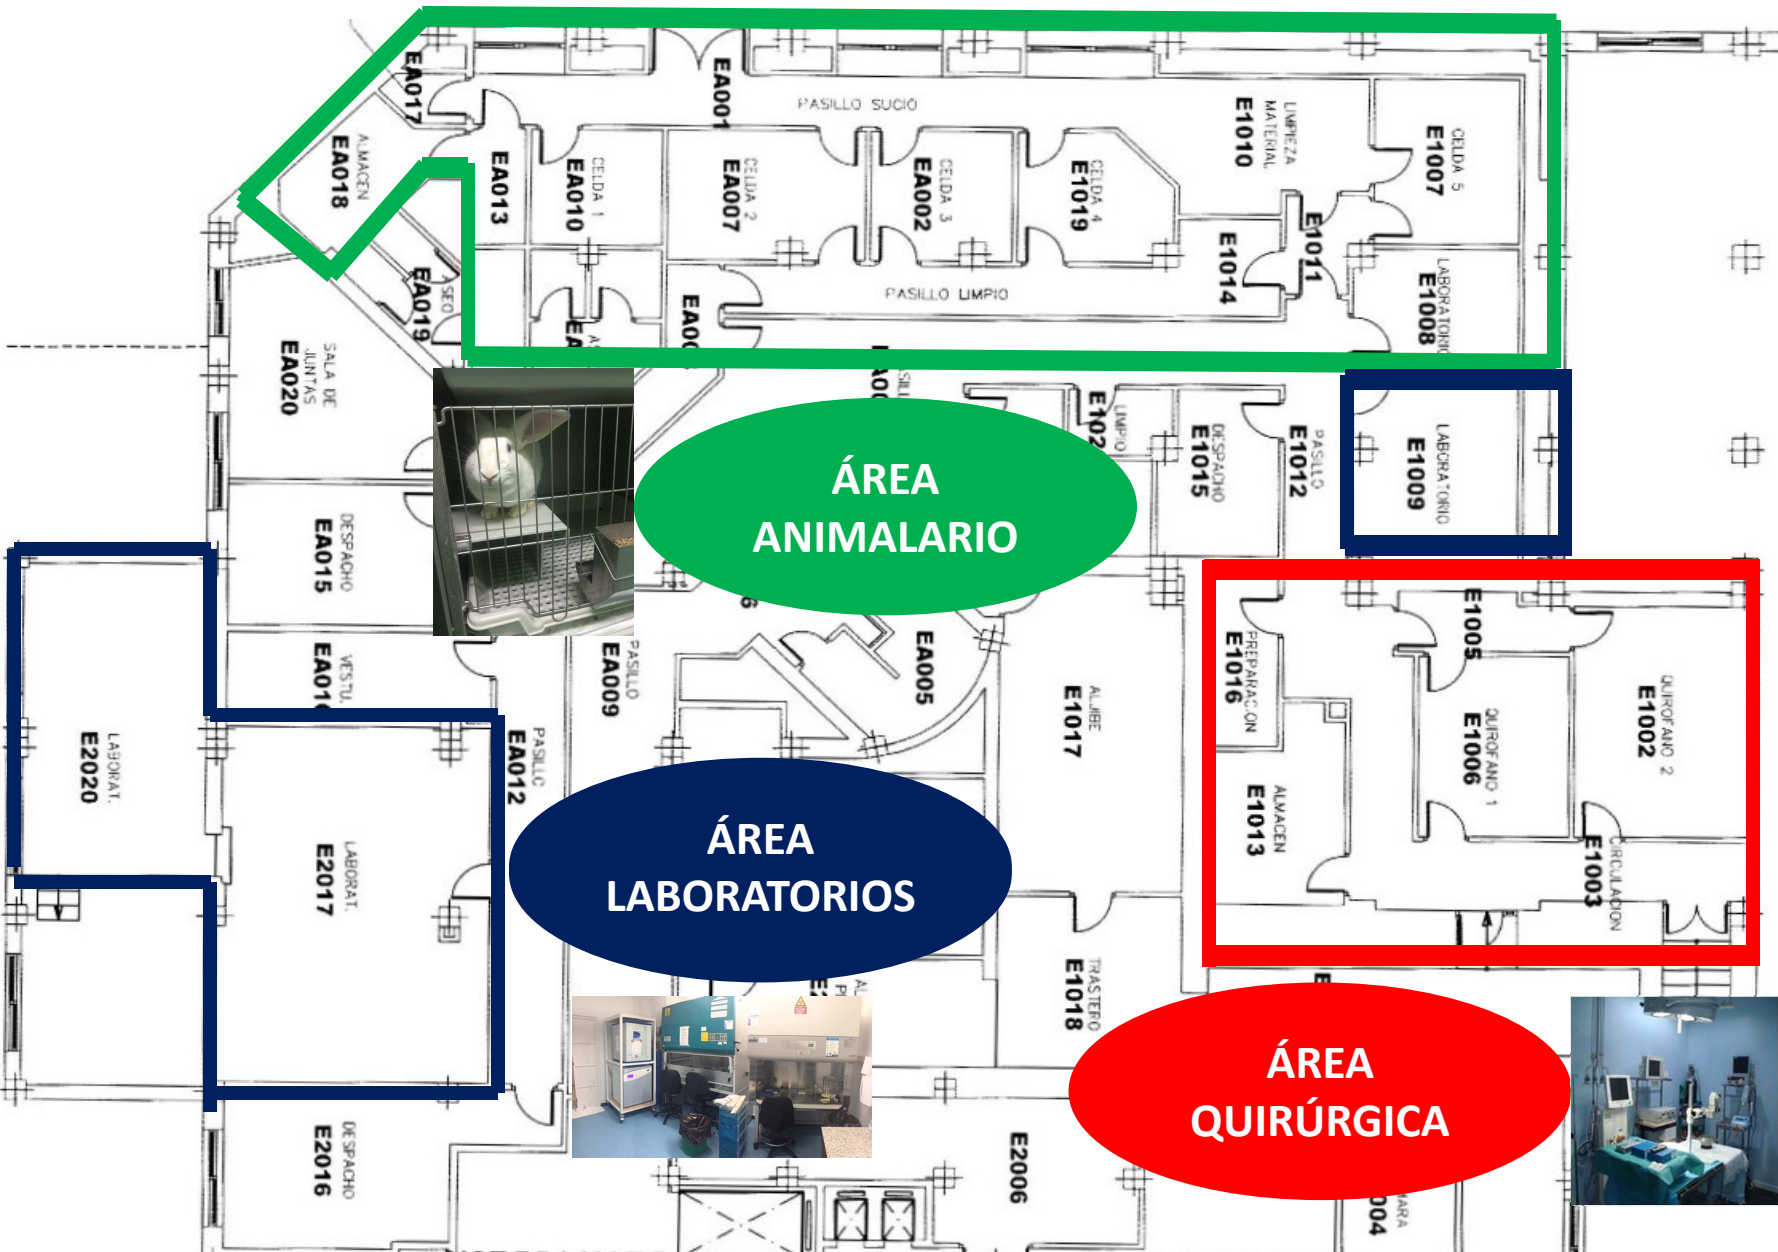 EA017
EA001
PASILLO SUCIO
ALMACEN
EA018
EA013
CELDA 1
EA010
CELDA 2
EA007
CELDA 3
EA002
CELDA 4
E1019
LIMPIEZA
MATERIAL
E1010
CELDA 5
E1007
E1011
E1014
PASILLO LIMPIO
LABORATORIO
E1008
ASEO
EA019
SALA DE
JUNTAS
EA020
LIMPIO
DESPACHO
E1015
PASILLO
E1012
LABORATORIO
E1009
ÁREA
ANIMALARIO
DESPACHO
EA015
VESTU.
PASILLO
EA009
EA005
ALJIBE
E1017
PREPARACION
E1016
E1005
QUIROFANO 1
E1006
QUIROFANO 2
E1002
ALMACEN
E1013
CIRCULACION
E1003
LABORAT.
E2020
LABORAT.
E2017
PASILLO
EA012
ÁREA
LABORATORIOS
TRASTERO
E1018
ÁREA
QUIRÚRGICA
DESPACHO
E2016
E2006